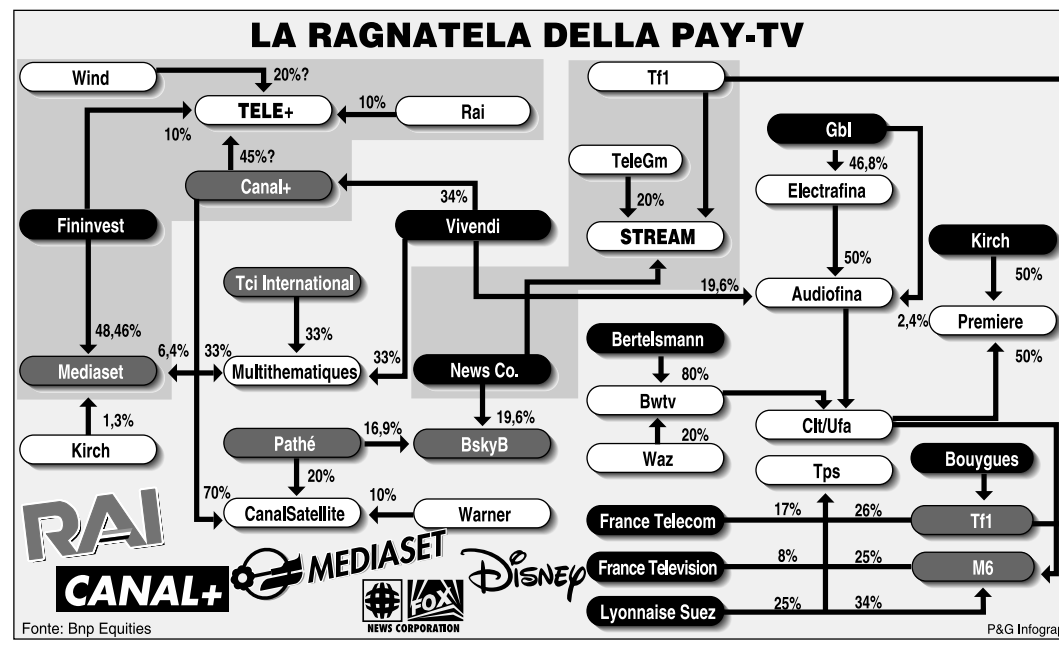 LA RAGNATELA DELLA PAY-TV
Wind
20%?
TELE+
10%
Rai
10%
45%?
Canal+
34%
Fininvest
Vivendi
Tf1
TeleGm
20%
STREAM
Gbl
46,8%
Electrafina
50%
Kirch
50%
19,6%
Audiofina
2,4%
Premiere
50%
Tci International
33%
48,46%
6,4%
33%
33%
Mediaset
Multithematiques
News Co.
1,3%
Kirch
19,6%
Pathé
16,9%
BskyB
20%
70%
CanalSatellite
10%
Warner
Bertelsmann
80%
Bwtv
20%
Waz
Clt/Ufa
Tps
Bouygues
France Telecom
17%
26%
Tf1
France Television
8%
25%
M6
Lyonnaise Suez
25%
34%
RAI
CANAL+
MEDIASET
DISNEY
FOX
NEWS CORPORATION
Fonte: Bnp Equities
P&G Infograp